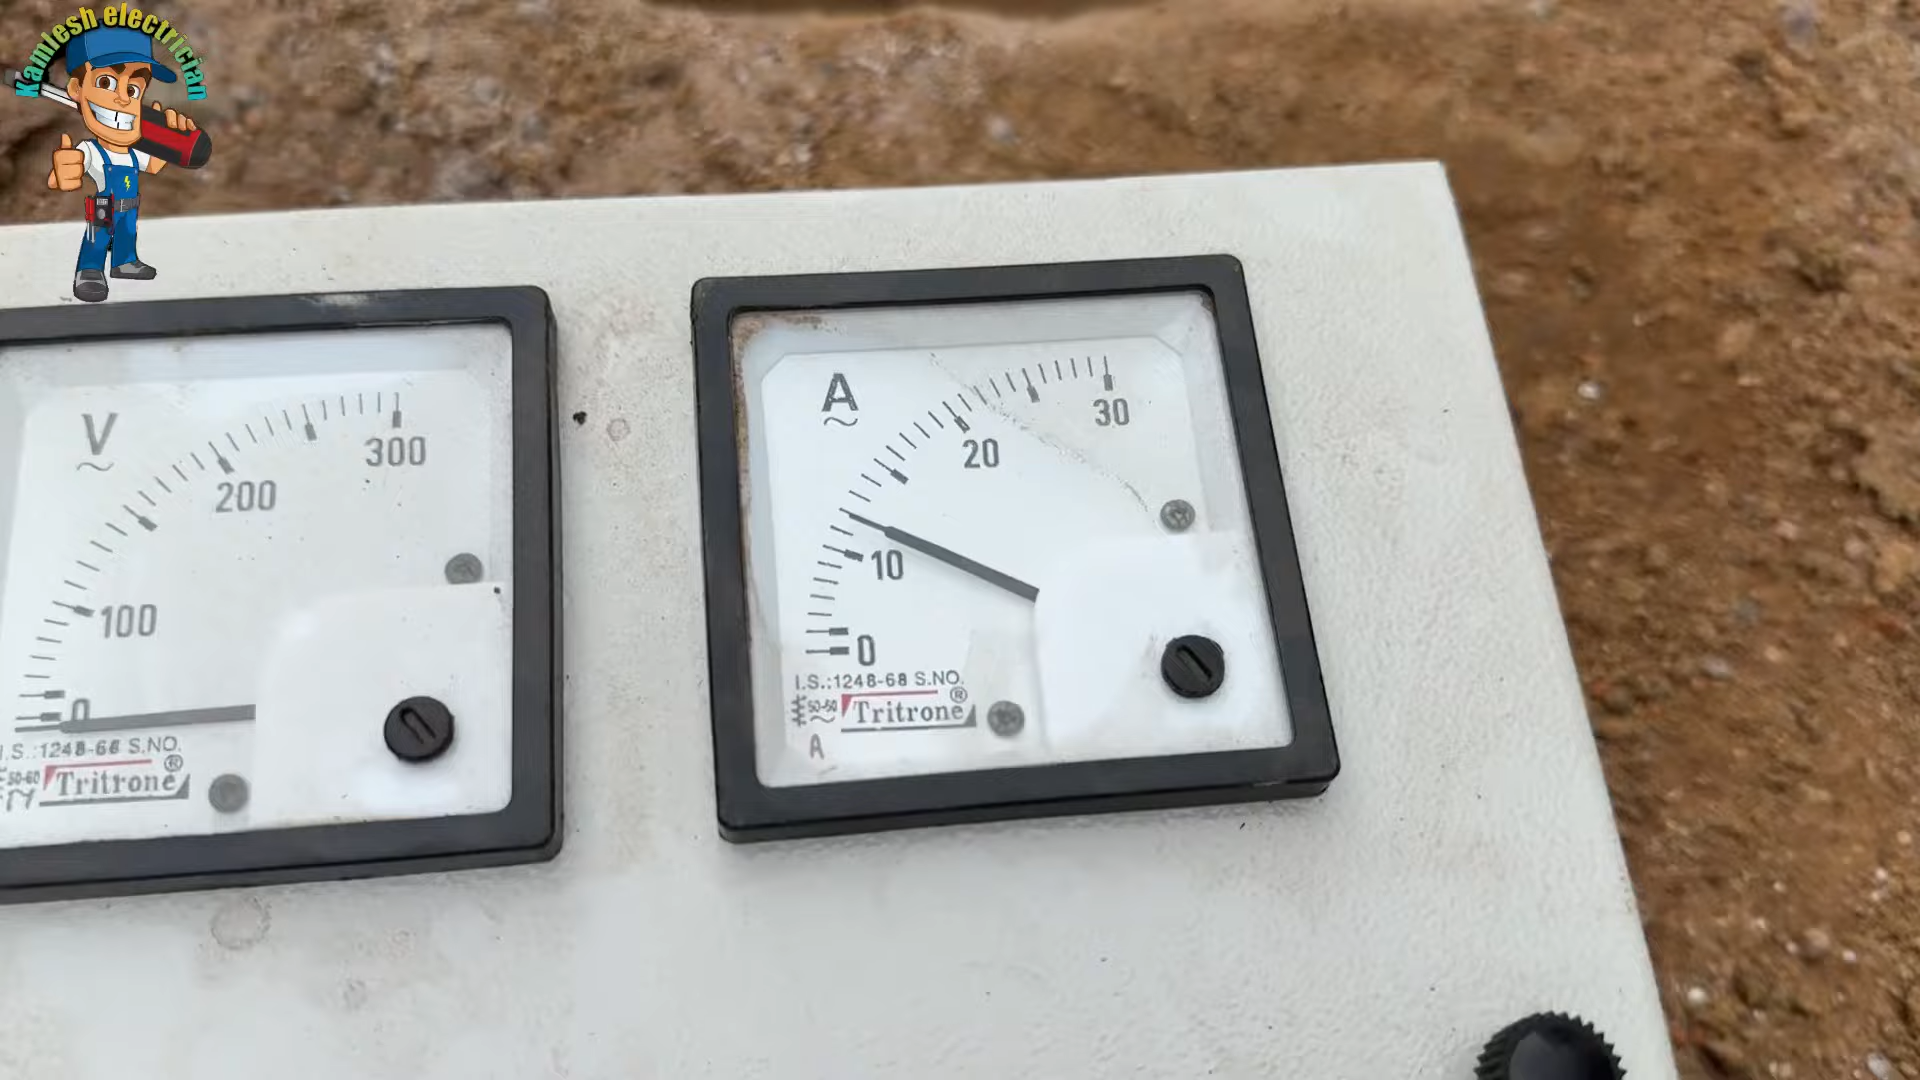 Kamlesh electrician
V
~
100
200
300
0
I.S.:1248-68 S.NO.
50-60
Tritrone®
A
~
10
20
30
0
I.S.:1248-68 S.NO.
50-60
~
Tritrone®
A